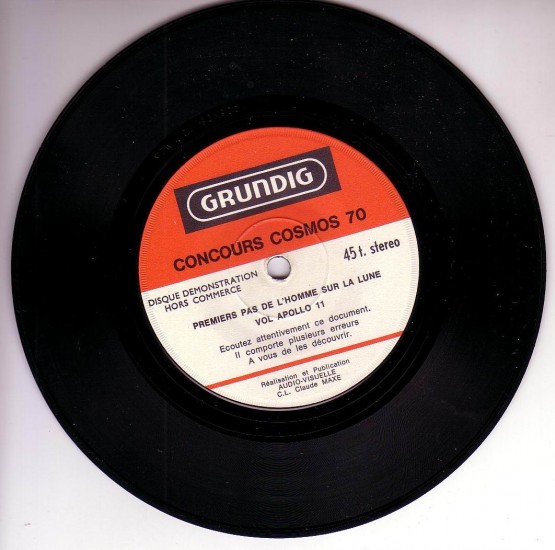 GRUNDIG
CONCOURS COSMOS 70
DISQUE DEMONSTRATION
HORS COMMERCE
45 t. stereo
PREMIERS PAS DE L'HOMME SUR LA LUNE
VOL APOLLO 11
Ecoutez attentivement ce document.
Il comporte plusieurs erreurs
A vous de les découvrir.
Réalisation et Publication
AUDIO-VISUELLE
C.L. Claude MAXE